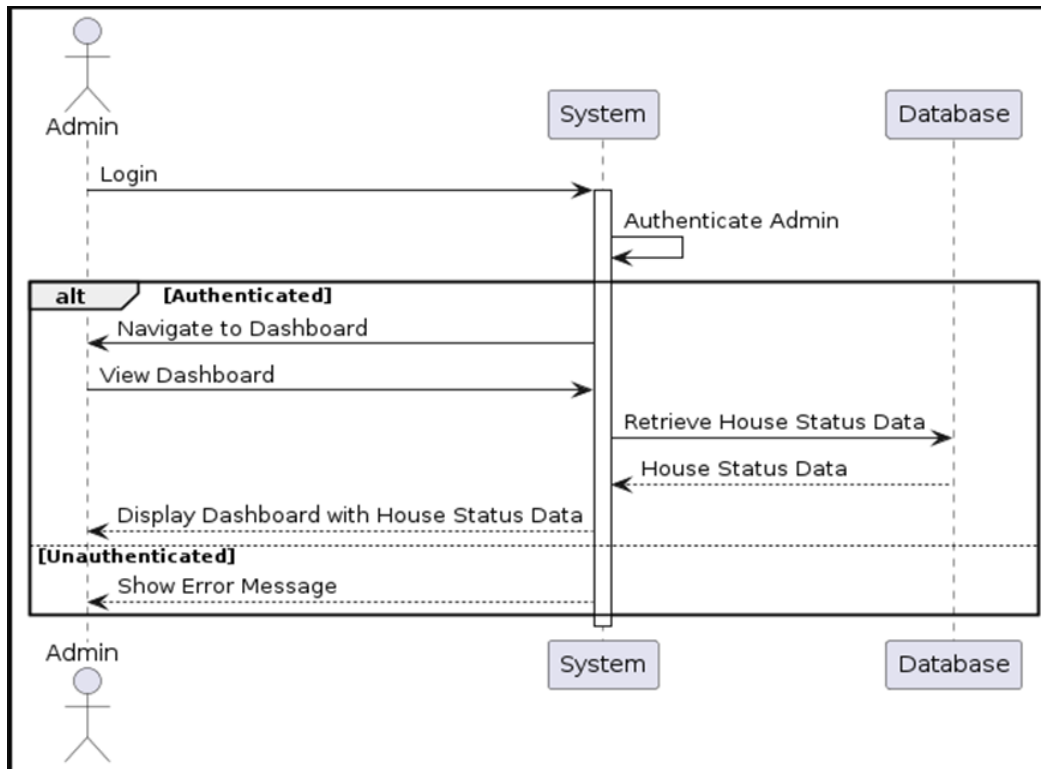 Admin
System
Database
Login
Authenticate Admin
alt
[Authenticated]
Navigate to Dashboard
View Dashboard
Retrieve House Status Data
House Status Data
Display Dashboard with House Status Data
[Unauthenticated]
Show Error Message
Admin
System
Database